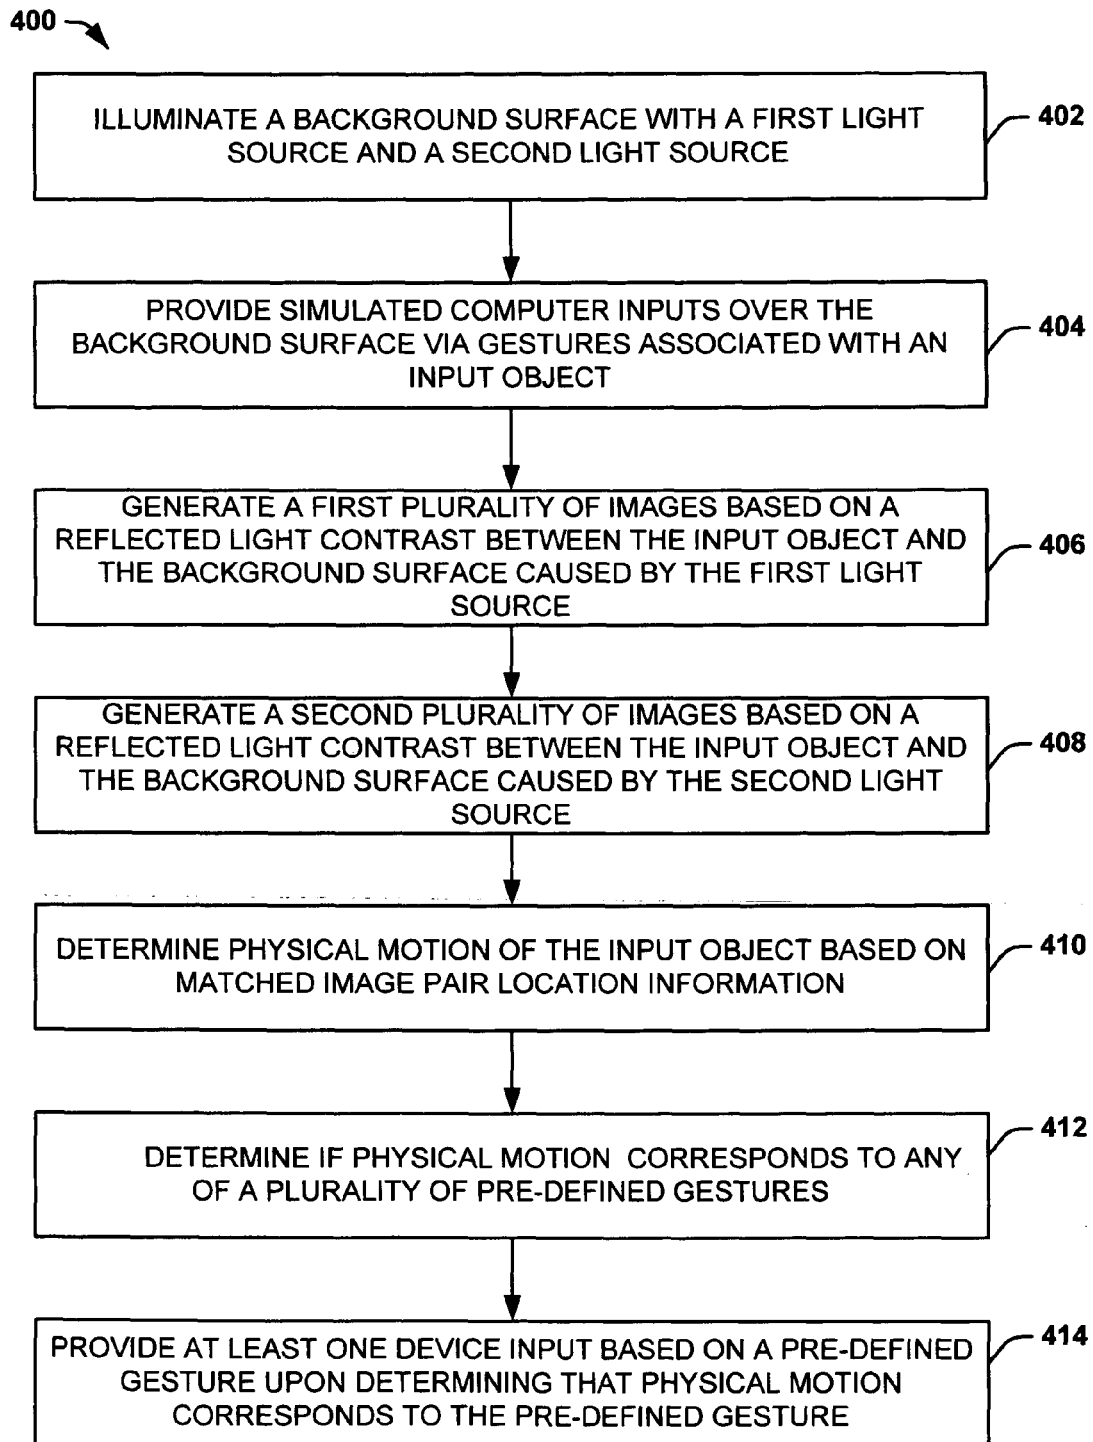 400
ILLUMINATE A BACKGROUND SURFACE WITH A FIRST LIGHT
SOURCE AND A SECOND LIGHT SOURCE
402
PROVIDE SIMULATED COMPUTER INPUTS OVER THE
BACKGROUND SURFACE VIA GESTURES ASSOCIATED WITH AN
INPUT OBJECT
404
GENERATE A FIRST PLURALITY OF IMAGES BASED ON A
REFLECTED LIGHT CONTRAST BETWEEN THE INPUT OBJECT AND
THE BACKGROUND SURFACE CAUSED BY THE FIRST LIGHT
SOURCE
406
GENERATE A SECOND PLURALITY OF IMAGES BASED ON A
REFLECTED LIGHT CONTRAST BETWEEN THE INPUT OBJECT AND
THE BACKGROUND SURFACE CAUSED BY THE SECOND LIGHT
SOURCE
408
DETERMINE PHYSICAL MOTION OF THE INPUT OBJECT BASED ON
MATCHED IMAGE PAIR LOCATION INFORMATION
410
DETERMINE IF PHYSICAL MOTION CORRESPONDS TO ANY
OF A PLURALITY OF PRE-DEFINED GESTURES
412
PROVIDE AT LEAST ONE DEVICE INPUT BASED ON A PRE-DEFINED
GESTURE UPON DETERMINING THAT PHYSICAL MOTION
CORRESPONDS TO THE PRE-DEFINED GESTURE
414